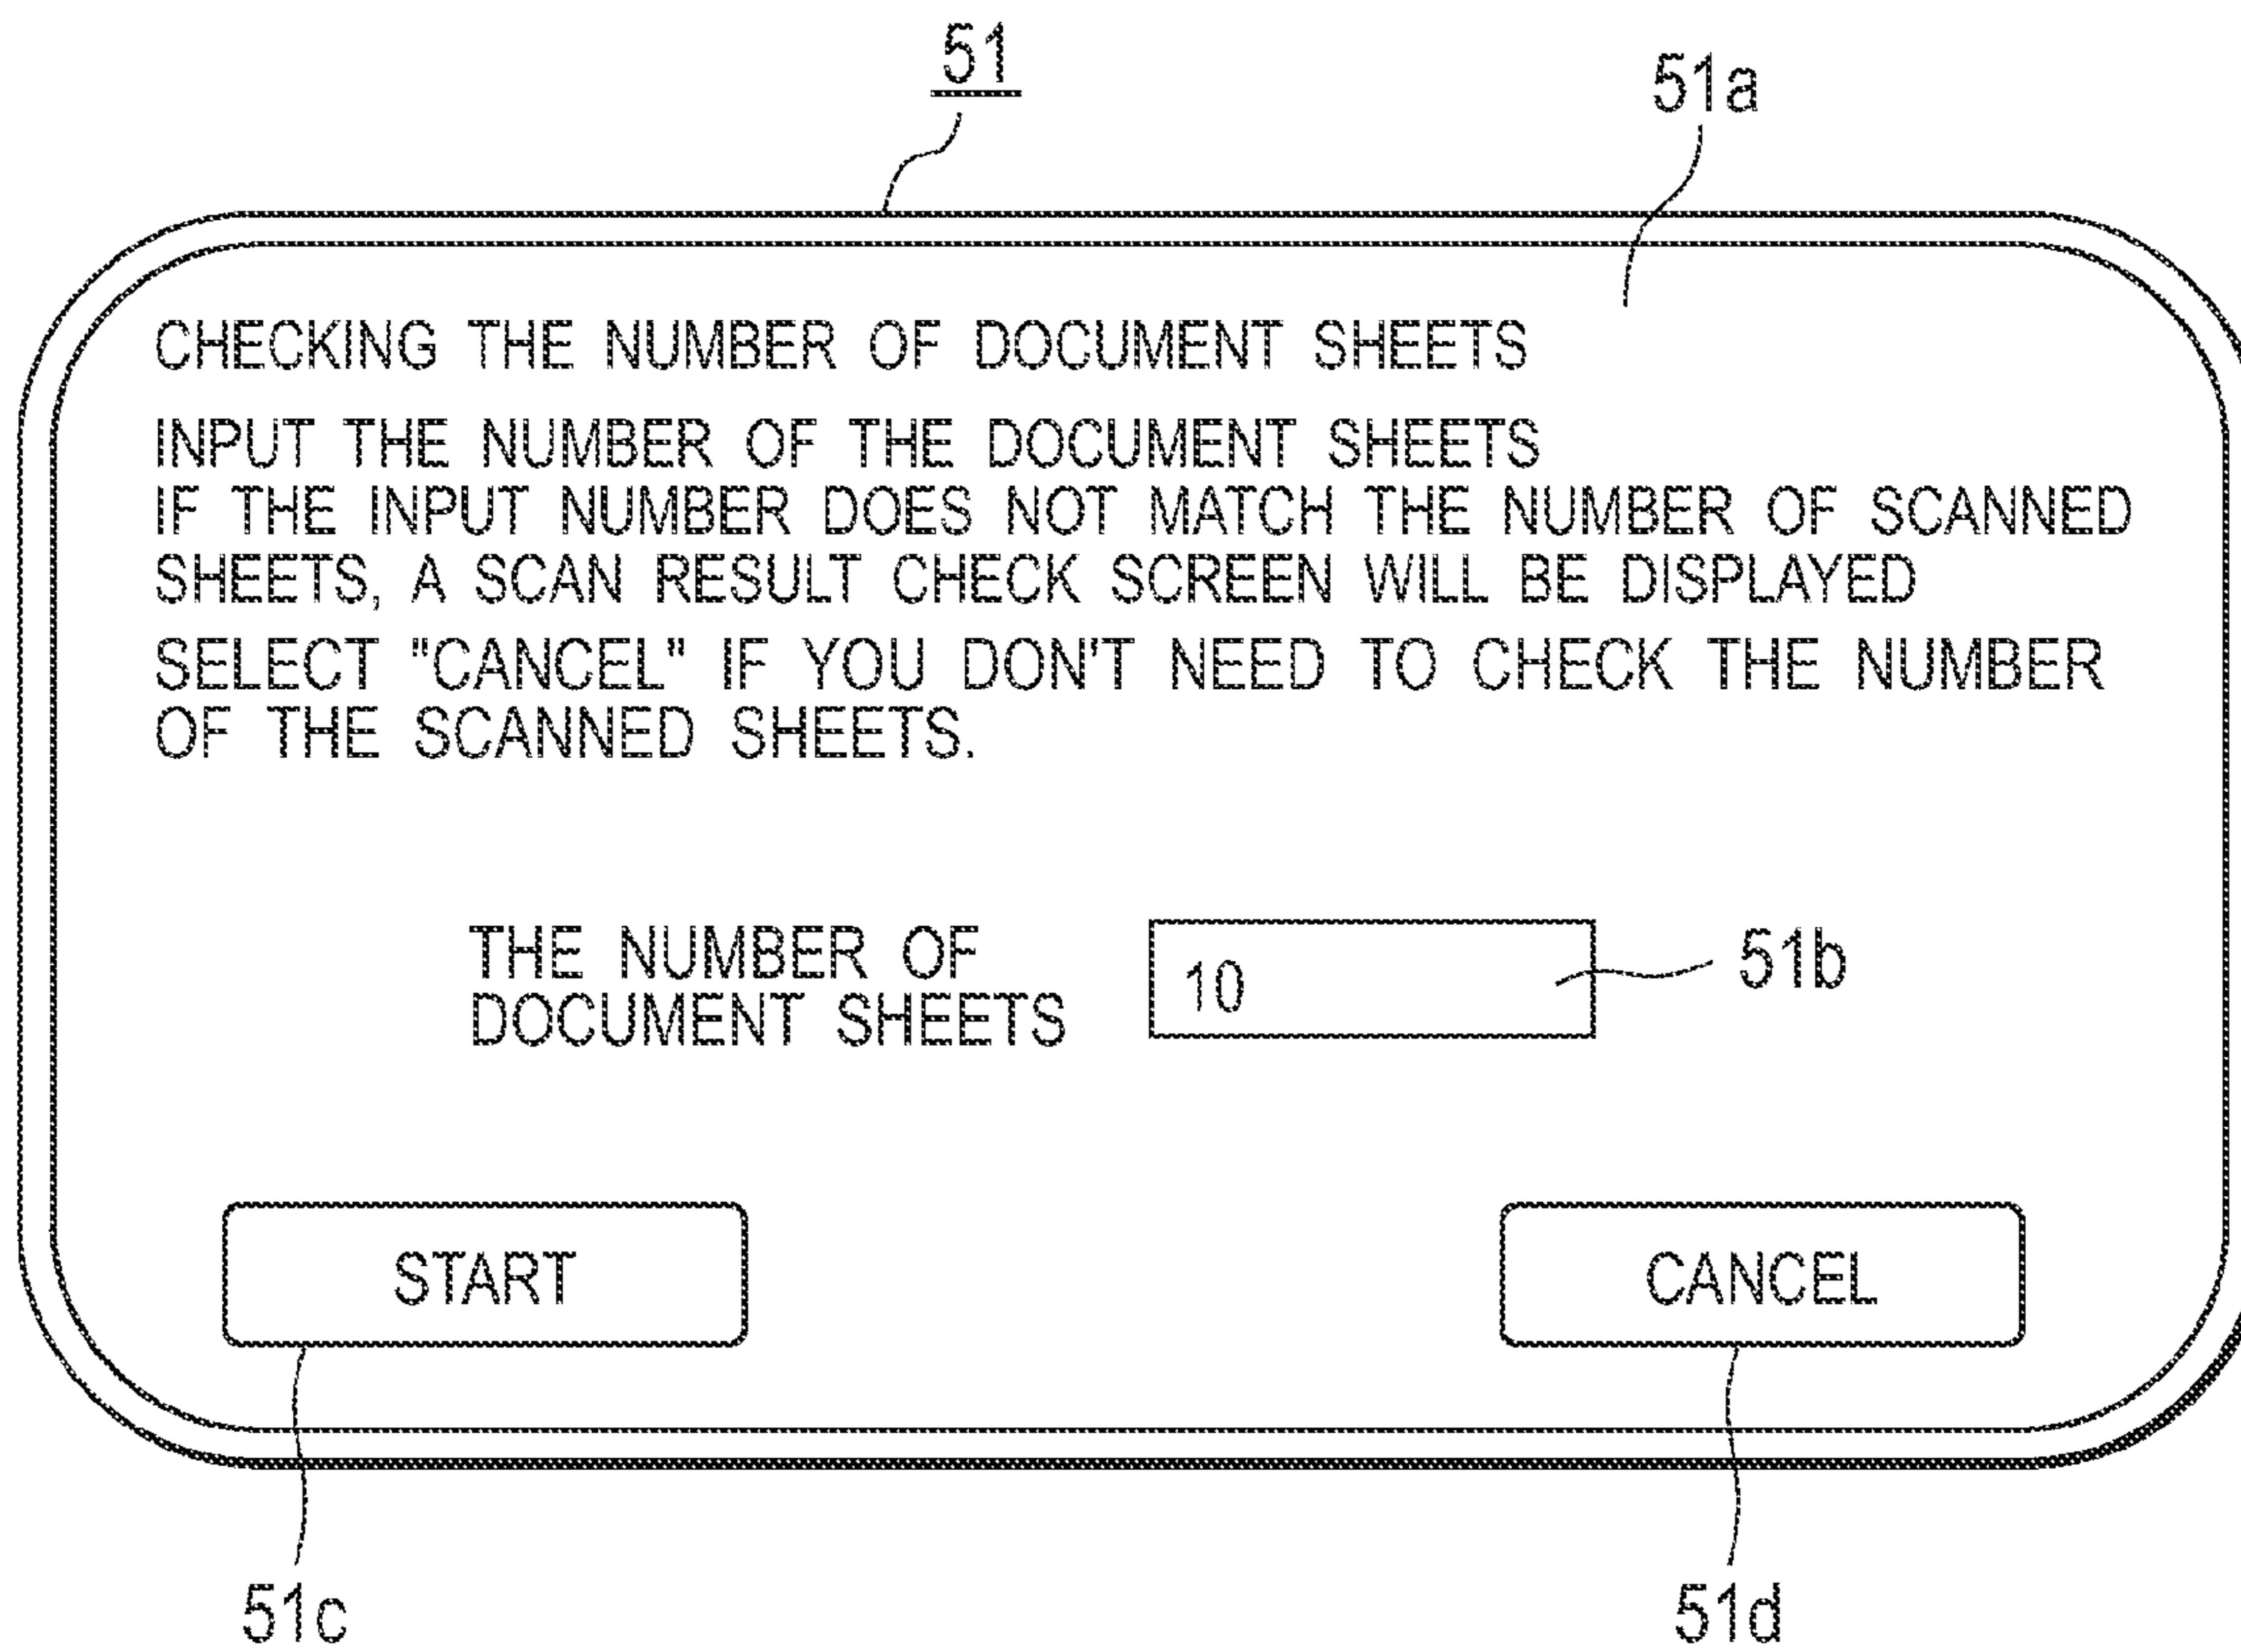 51
51a
CHECKING THE NUMBER OF DOCUMENT SHEETS
INPUT THE NUMBER OF THE DOCUMENT SHEETS
IF THE INPUT NUMBER DOES NOT MATCH THE NUMBER OF SCANNED
SHEETS, A SCAN RESULT CHECK SCREEN WILL BE DISPLAYED
SELECT "CANCEL" IF YOU DON'T NEED TO CHECK THE NUMBER
OF THE SCANNED SHEETS.
THE NUMBER OF
DOCUMENT SHEETS
10
51b
START
CANCEL
51c
51d